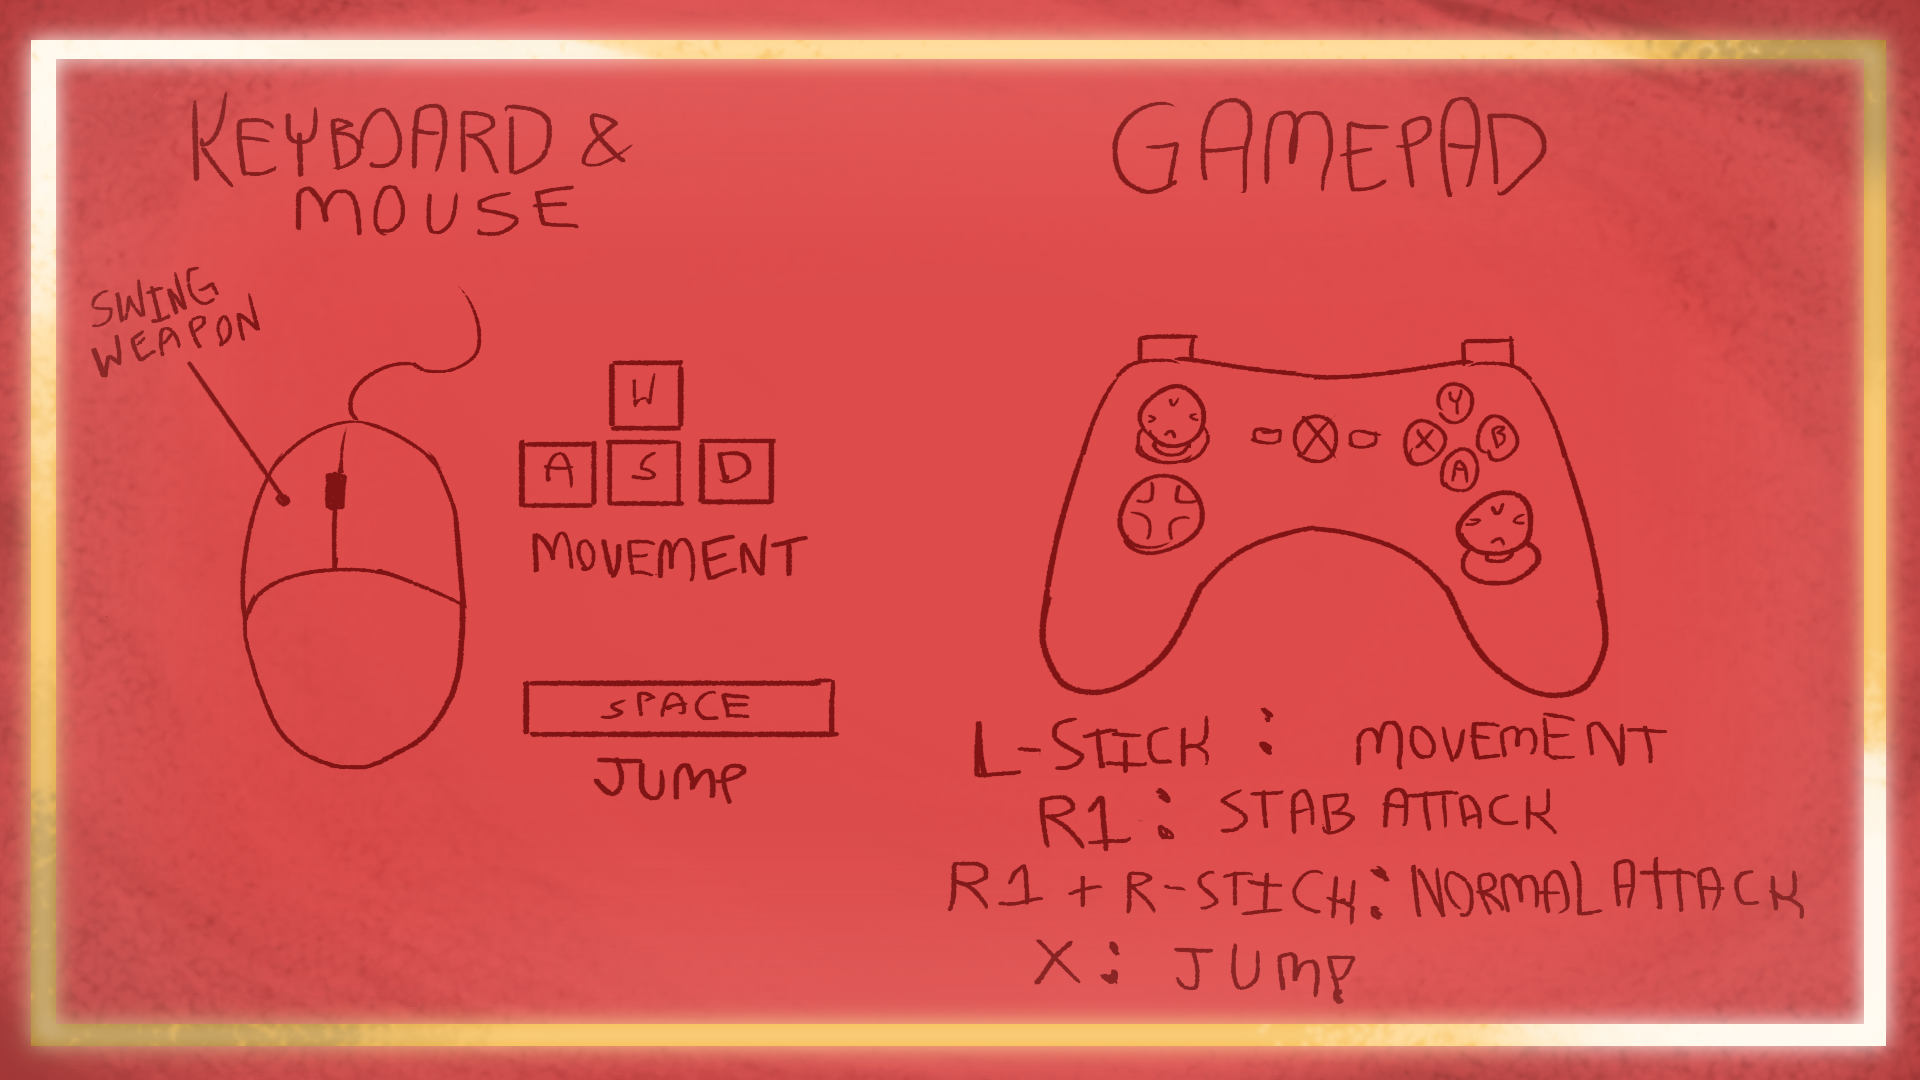 KEYBOARD &
MOUSE
SWING
WEAPON
W
A S D
MOVEMENT
SPACE
JUMP
GAMEPAD
Y
X X B
A
L-STICK : MOVEMENT
R1 : STAB ATTACK
R1 + R-STICK : NORMAL ATTACK
X : JUMP